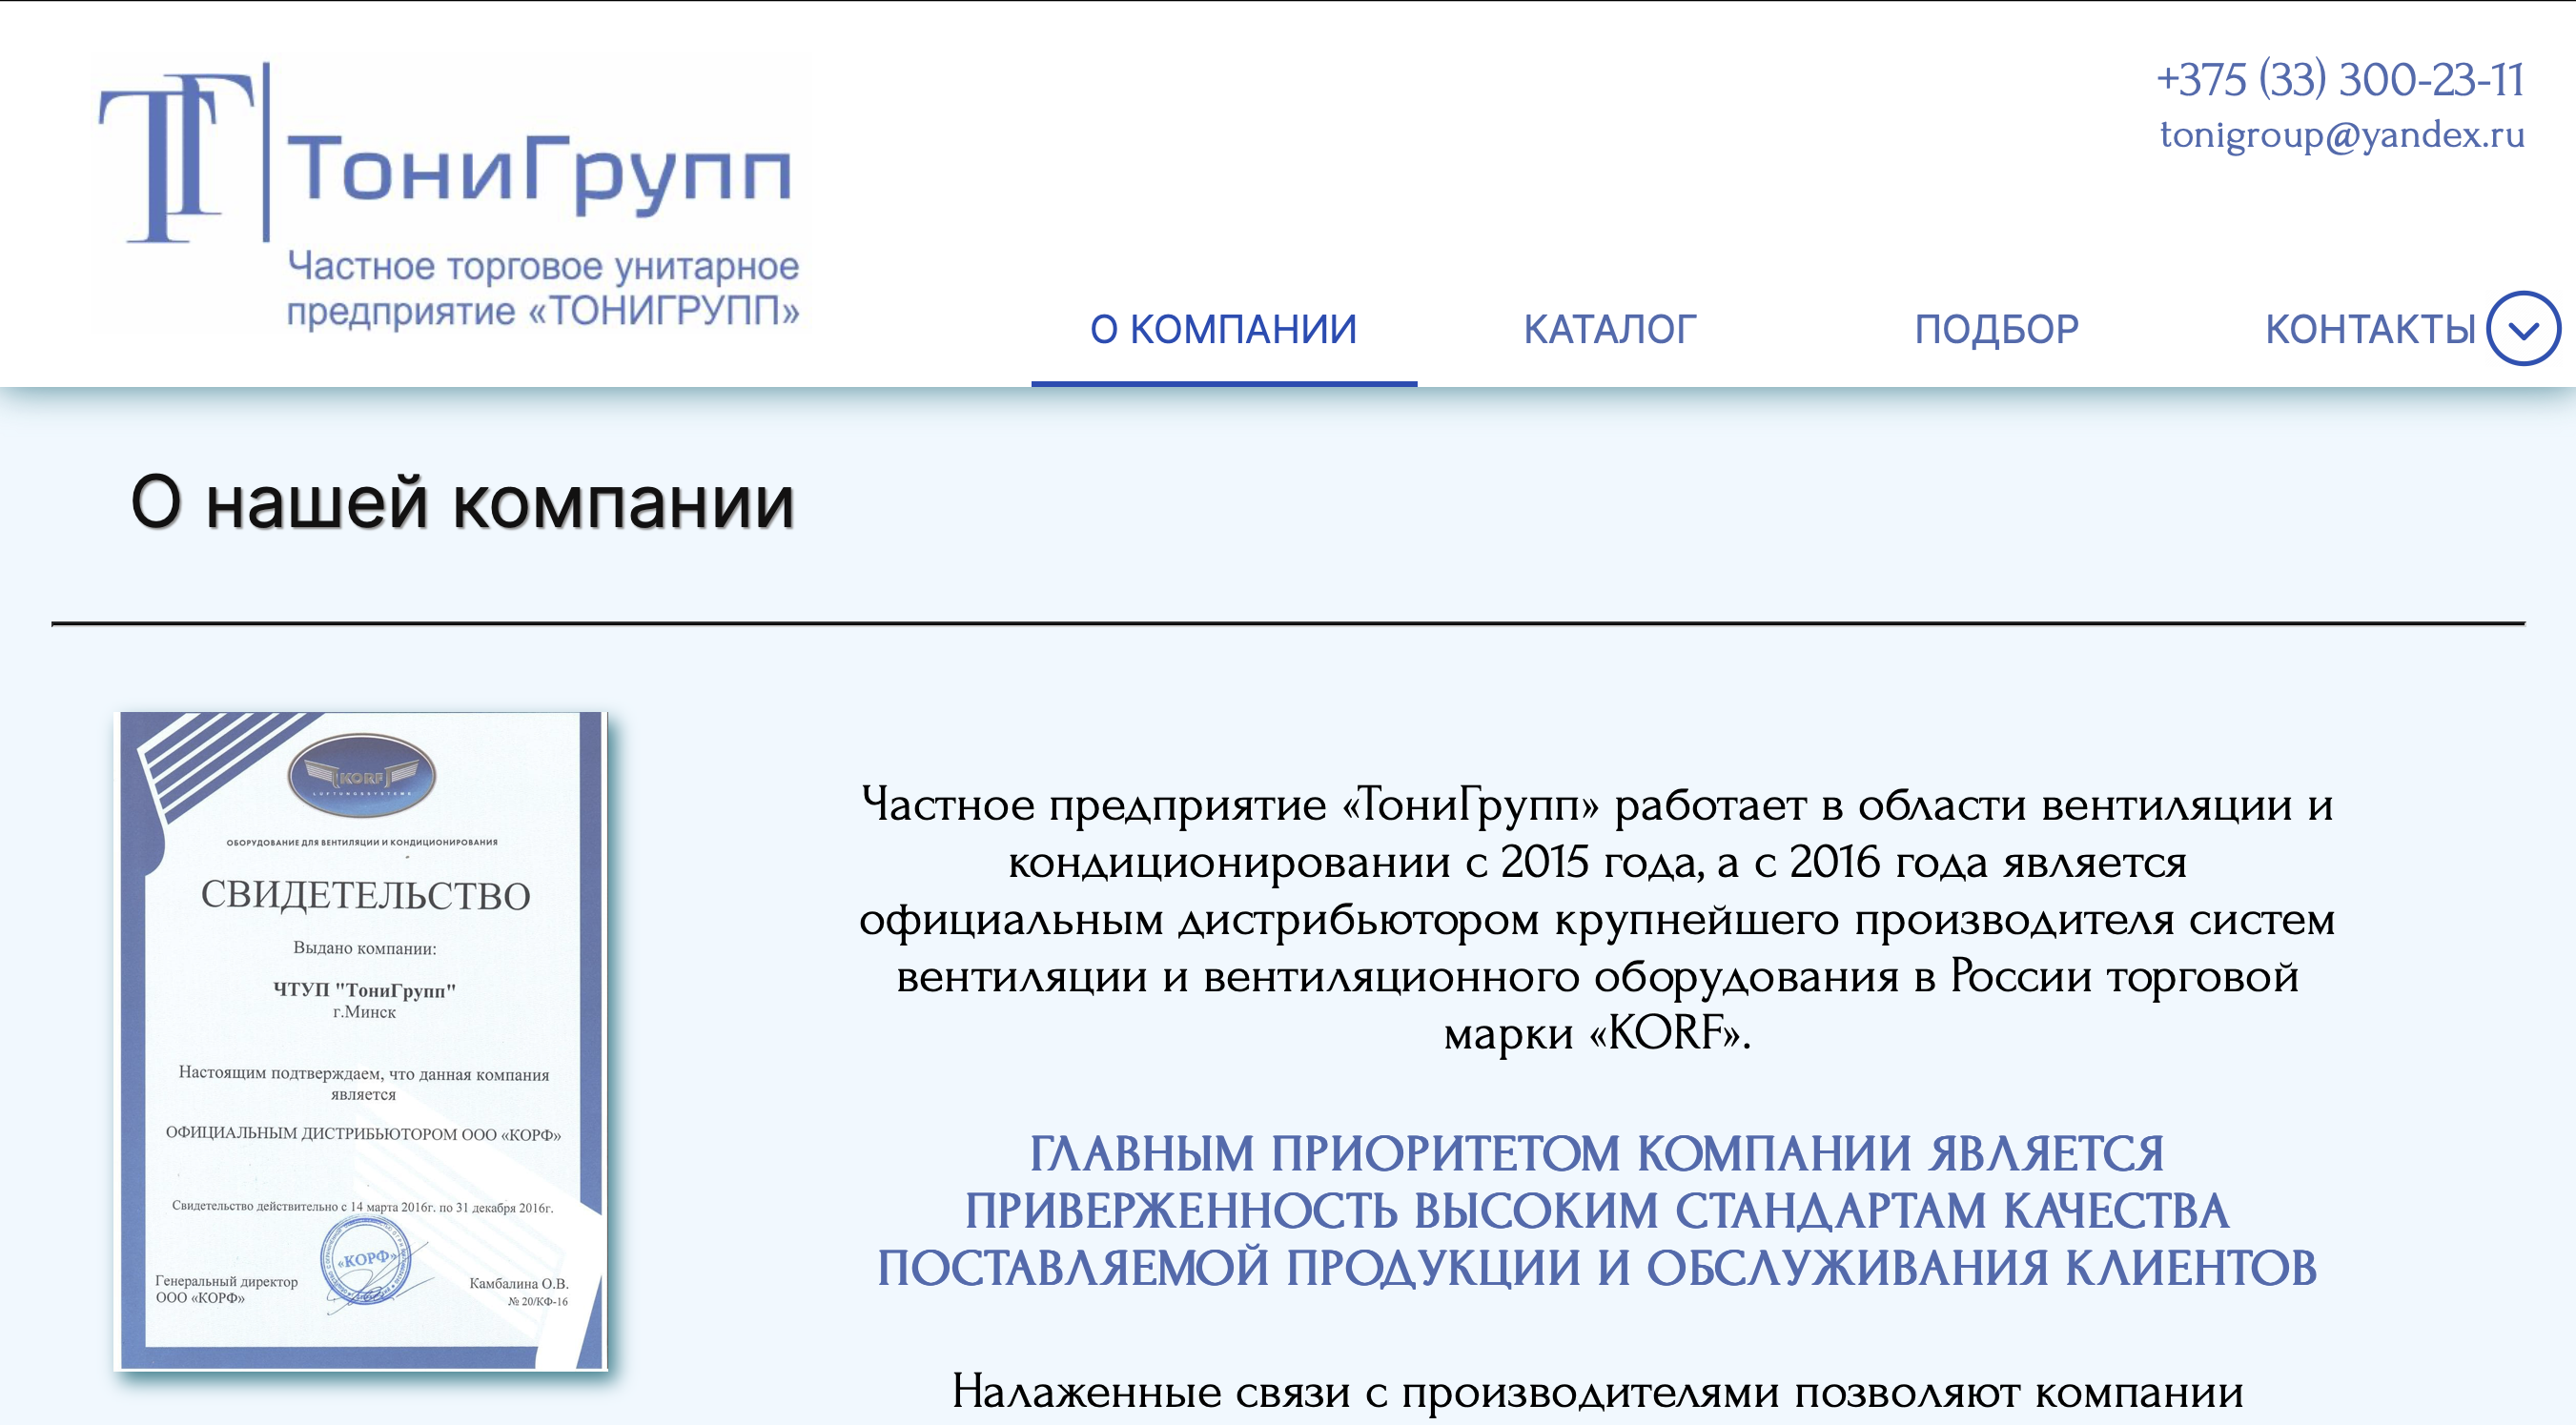 ТГ
ТониГрупп
Частное торговое унитарное
предприятие «ТОНИГРУПП»
+375 (33) 300-23-11
tonigroup@yandex.ru
О КОМПАНИИ
КАТАЛОГ
ПОДБОР
КОНТАКТЫ
О нашей компании
KORF
LUFTUNGSSYSTEME
ОБОРУДОВАНИЕ ДЛЯ ВЕНТИЛЯЦИИ И КОНДИЦИОНИРОВАНИЯ
СВИДЕТЕЛЬСТВО
Выдано компании:
ЧТУП "ТониГрупп"
г.Минск
Настоящим подтверждаем, что данная компания
является
ОФИЦИАЛЬНЫМ ДИСТРИБЬЮТОРОМ ООО «КОРФ»
Свидетельство действительно с 14 марта 2016г. по 31 декабря 2016г.
«КОРФ»
Генеральный директор
ООО «КОРФ»
Камбалина О.В.
№ 20/КФ-16
Частное предприятие «ТониГрупп» работает в области вентиляции и
кондиционировании с 2015 года, а с 2016 года является
официальным дистрибьютором крупнейшего производителя систем
вентиляции и вентиляционного оборудования в России торговой
марки «KORF».
ГЛАВНЫМ ПРИОРИТЕТОМ КОМПАНИИ ЯВЛЯЕТСЯ
ПРИВЕРЖЕННОСТЬ ВЫСОКИМ СТАНДАРТАМ КАЧЕСТВА
ПОСТАВЛЯЕМОЙ ПРОДУКЦИИ И ОБСЛУЖИВАНИЯ КЛИЕНТОВ
Налаженные связи с производителями позволяют компании